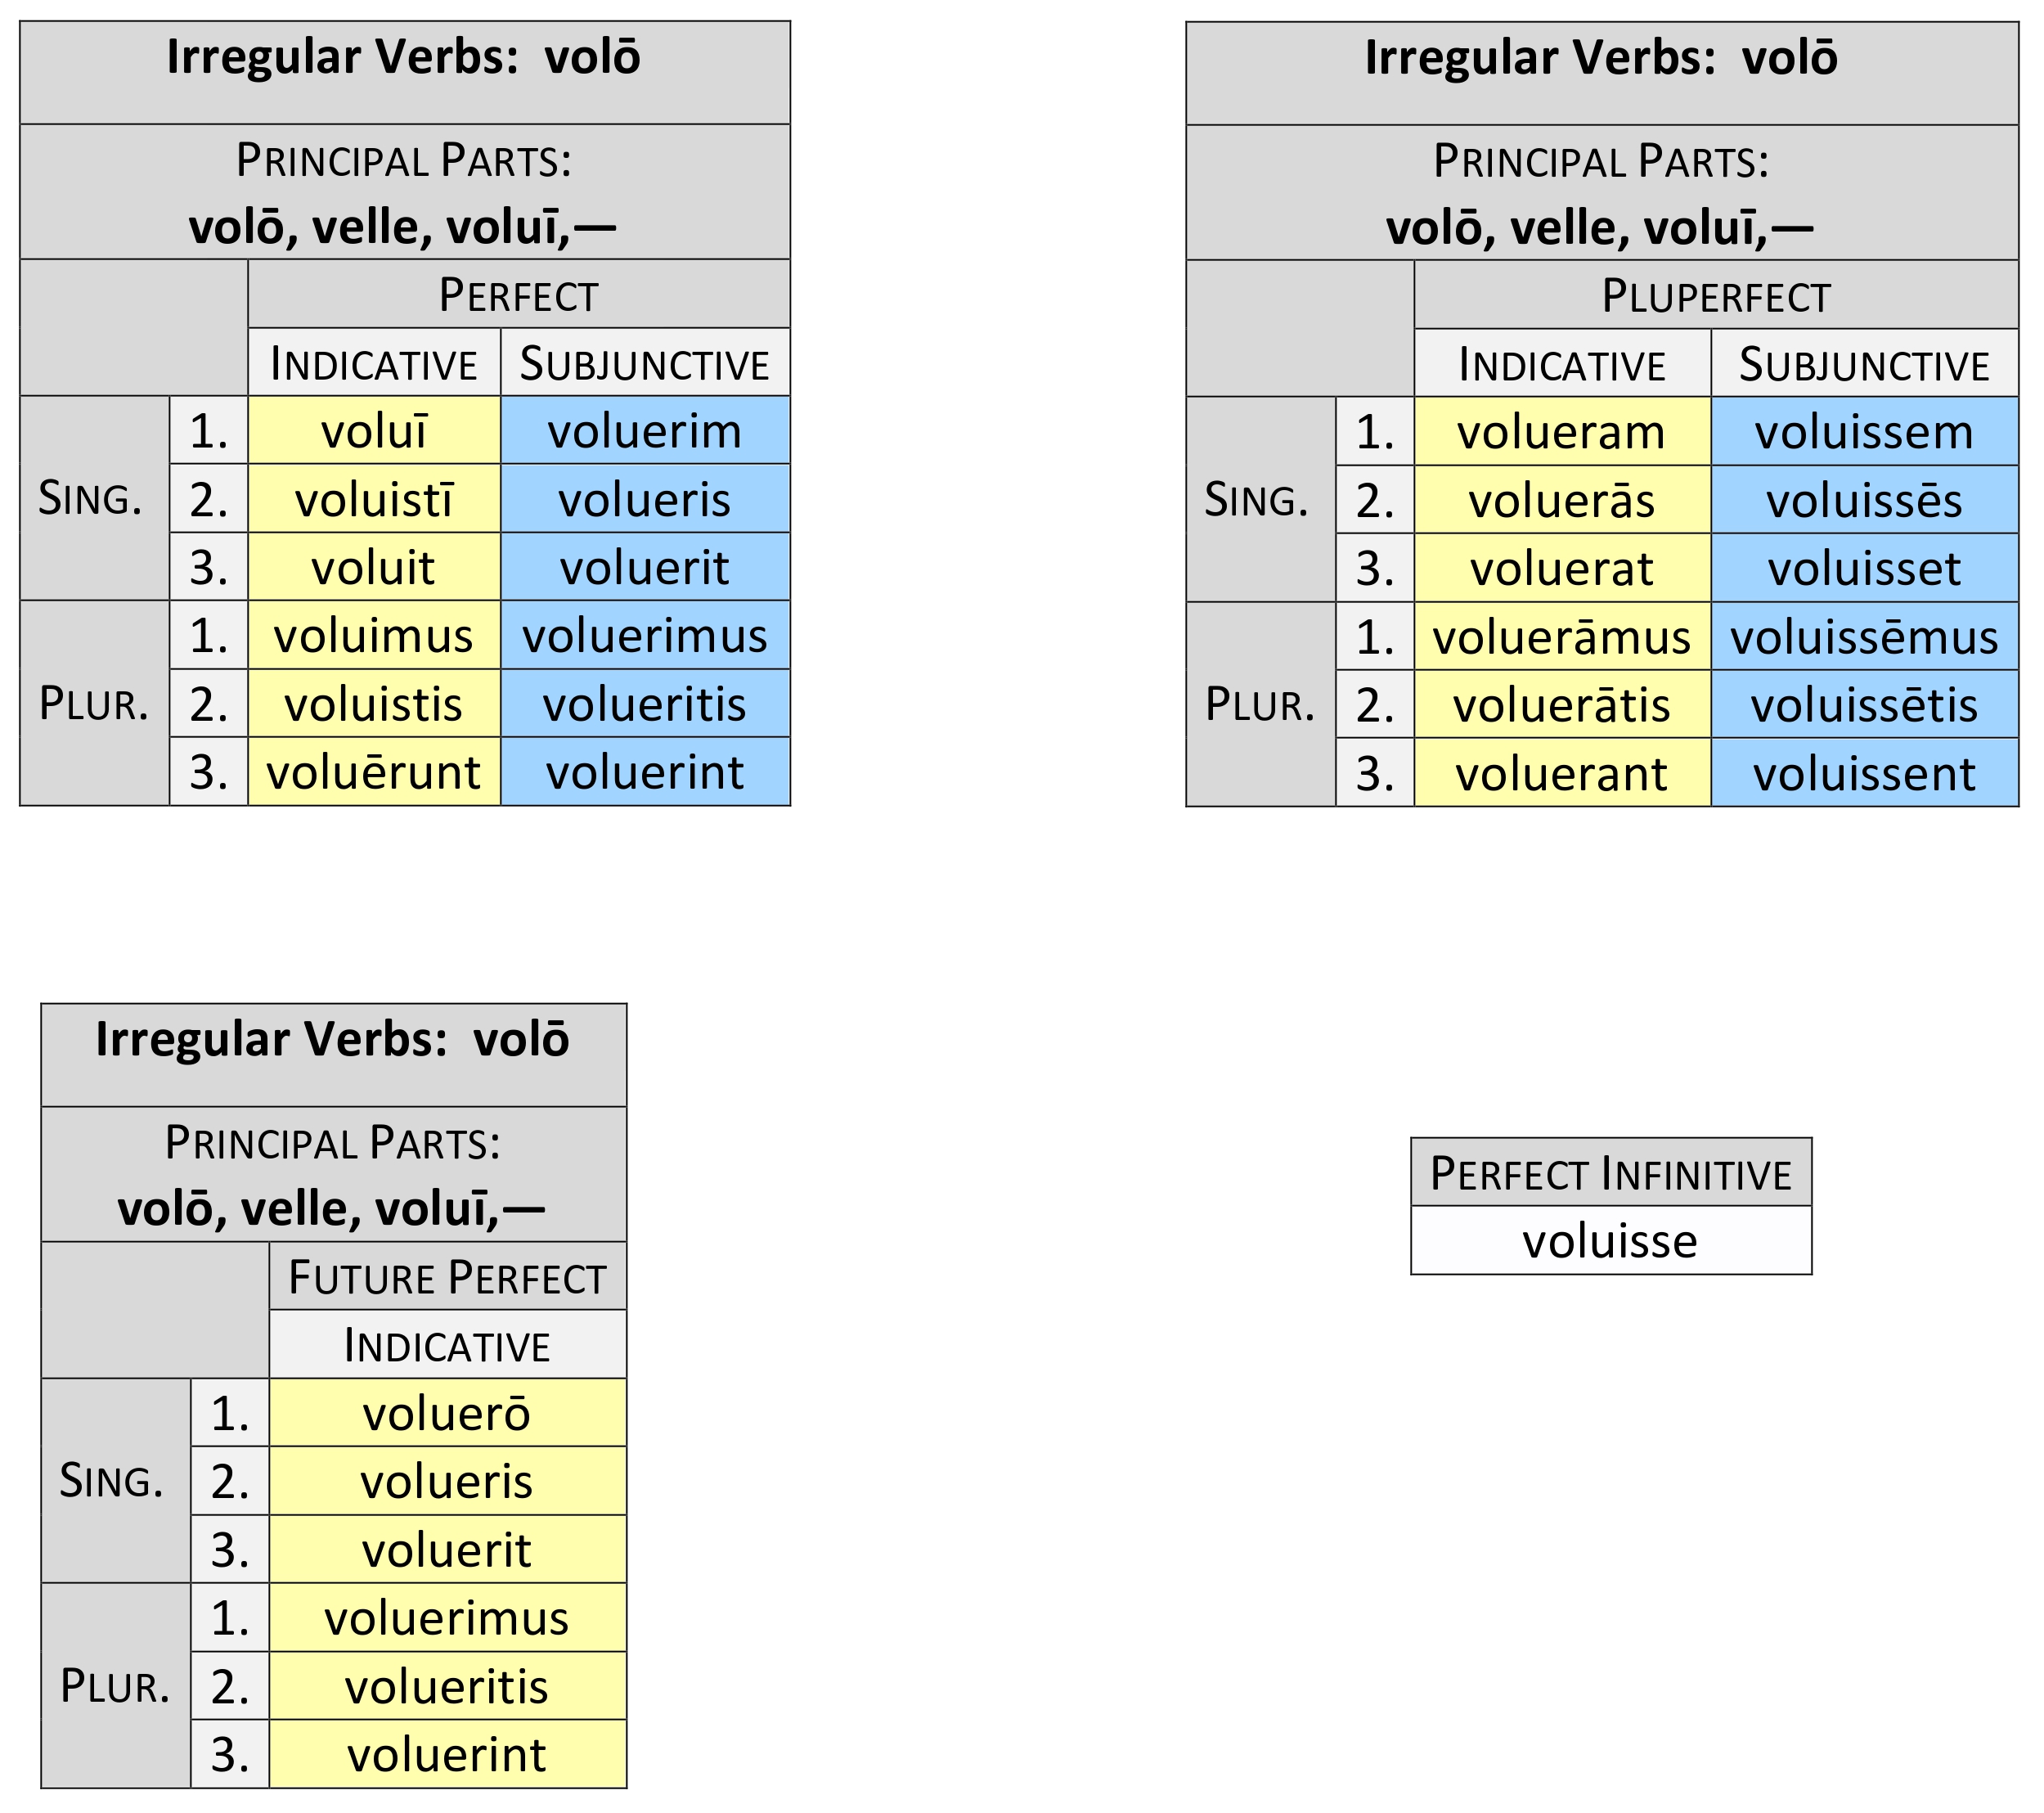 Irregular Verbs: volō
PRINCIPAL PARTS:
volō, velle, voluī,—
PERFECT
INDICATIVE SUBJUNCTIVE
SING. 1. voluī voluerim
2. voluistī volueris
3. voluit voluerit
PLUR. 1. voluimus voluerimus
2. voluistis volueritis
3. voluērunt voluerint
Irregular Verbs: volō
PRINCIPAL PARTS:
volō, velle, voluī,—
PLUPERFECT
INDICATIVE SUBJUNCTIVE
SING. 1. volueram voluissem
2. voluerās voluissēs
3. voluerat voluisset
PLUR. 1. voluerāmus voluissēmus
2. voluerātis voluissētis
3. voluerant voluissent
Irregular Verbs: volō
PRINCIPAL PARTS:
volō, velle, voluī,—
FUTURE PERFECT
INDICATIVE
SING. 1. voluerō
2. volueris
3. voluerit
PLUR. 1. voluerimus
2. volueritis
3. voluerint
PERFECT INFINITIVE
voluisse